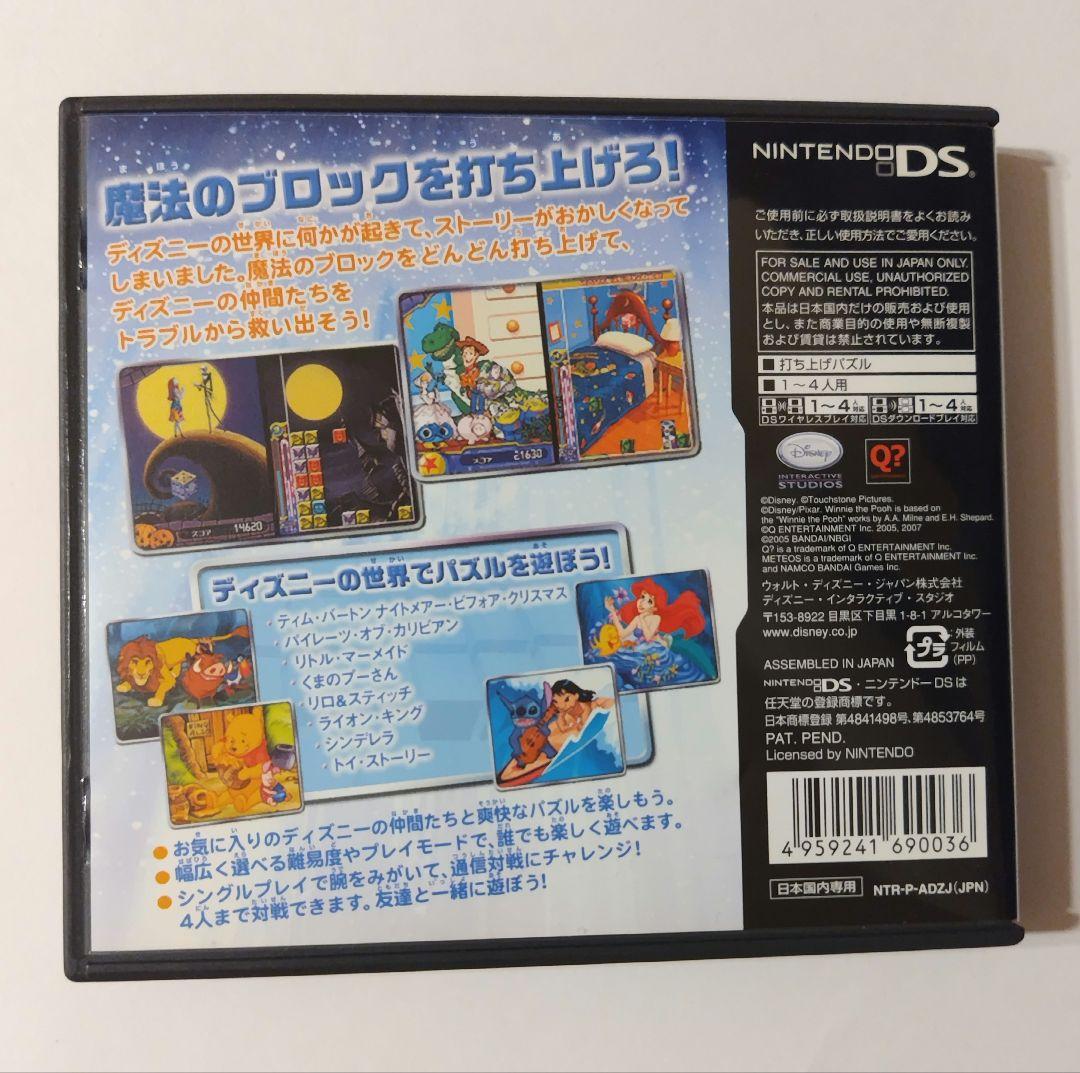 魔法のブロックを打ち上げろ!
ディズニーの世界に何かが起きて、ストーリーがおかしくなって
しまいました。魔法のブロックをどんどん打ち上げて、
ディズニーの仲間たちを
トラブルから救い出そう!
スコア 14620
スコア 21630
ディズニーの世界でパズルを遊ぼう!
・ティム・バートン ナイトメアー・ビフォア・クリスマス
・パイレーツ・オブ・カリビアン
・リトル・マーメイド
・くまのプーさん
・リロ&スティッチ
・ライオン・キング
・シンデレラ
・トイ・ストーリー
●お気に入りのディズニーの仲間たちと爽快なパズルを楽しもう。
●幅広く選べる難易度やプレイモードで、誰でも楽しく遊べます。
●シングルプレイで腕をみがいて、通信対戦にチャレンジ!
4人まで対戦できます。友達と一緒に遊ぼう!
NINTENDO DS®
ご使用前に必ず取扱説明書をよくお読み
いただき、正しい使用方法でご愛用ください。
FOR SALE AND USE IN JAPAN ONLY.
COMMERCIAL USE, UNAUTHORIZED
COPY AND RENTAL PROHIBITED.
本品は日本国内だけの販売および使用
とし、また商業目的の使用や無断複製
および賃貸は禁止されています。
■打ち上げパズル
■1〜4人用
1〜4人対応
DSワイヤレスプレイ対応
1〜4人対応
DSダウンロードプレイ対応
Disney
INTERACTIVE
STUDIOS
Q?
©Disney. ©Touchstone Pictures.
©Disney/Pixar. Winnie the Pooh is based on
the "Winnie the Pooh" works by A.A. Milne and E.H. Shepard.
©Q ENTERTAINMENT Inc. 2005, 2007
©2005 BANDAI/NBGI
Q? is a trademark of Q ENTERTAINMENT Inc.
METEOS is a trademark of Q ENTERTAINMENT Inc.
and NAMCO BANDAI Games Inc.
ウォルト・ディズニー・ジャパン株式会社
ディズニー・インタラクティブ・スタジオ
〒153-8922 目黒区下目黒 1-8-1 アルコタワー
www.disney.co.jp
プラ
:外装
フィルム
(PP)
ASSEMBLED IN JAPAN
NINTENDO DS・ニンテンドーDSは
任天堂の登録商標です。
日本商標登録 第4841498号、第4853764号
PAT. PEND.
Licensed by NINTENDO
4 959241 690036
日本国内専用
NTR-P-ADZJ(JPN)